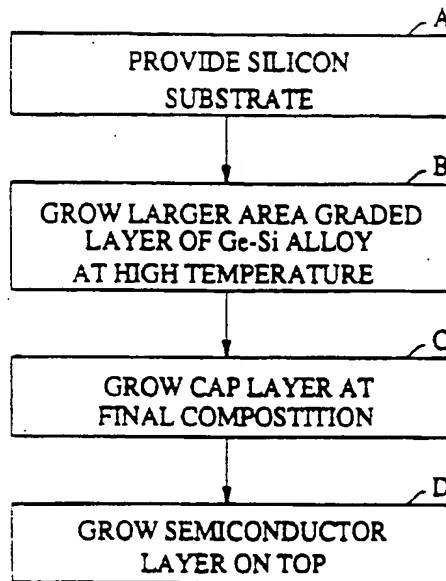 A
PROVIDE SILICON
SUBSTRATE
B
GROW LARGER AREA GRADED
LAYER OF Ge-Si ALLOY
AT HIGH TEMPERATURE
C
GROW CAP LAYER AT
FINAL COMPOSTITION
D
GROW SEMICONDUCTOR
LAYER ON TOP